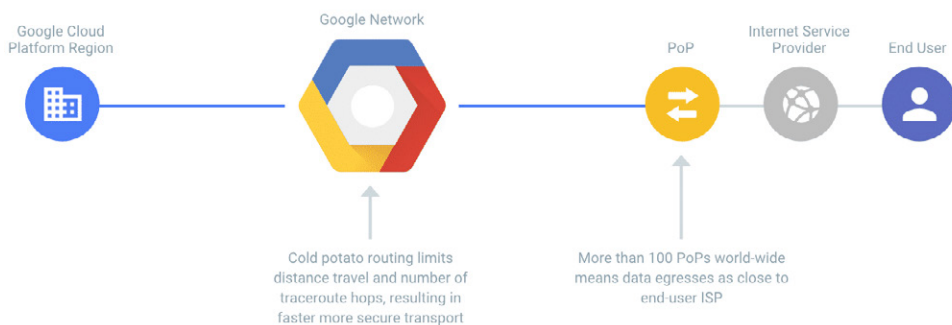 Google Cloud
Platform Region
Google Network
PoP
Internet Service
Provider
End User
Cold potato routing limits
distance travel and number of
traceroute hops, resulting in
faster more secure transport
More than 100 PoPs world-wide
means data egresses as close to
end-user ISP